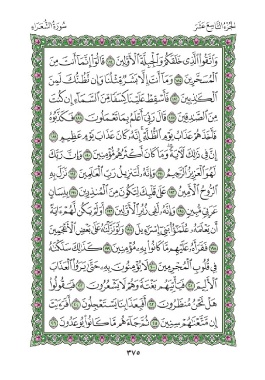 الجزء التاسع عشر
سورة الشعراء
وَٱتَّقُوا۟ ٱلَّذِى خَلَقَكُمْ وَٱلْجِبِلَّةَ ٱلْأَوَّلِينَ ١٨٤ قَالُوٓا۟ إِنَّمَآ أَنتَ مِنَ
ٱلْمُسَحَّرِينَ ١٨٥ وَمَآ أَنتَ إِلَّا بَشَرٌ مِّثْلُنَا وَإِن نَّظُنُّكَ لَمِنَ
ٱلْكَـٰذِبِينَ ١٨٦ فَأَسْقِطْ عَلَيْنَا كِسَفًا مِّنَ ٱلسَّمَآءِ إِن كُنتَ
مِنَ ٱلصَّـٰدِقِينَ ١٨٧ قَالَ رَبِّىٓ أَعْلَمُ بِمَا تَعْمَلُونَ ١٨٨ فَكَذَّبُوهُ
فَأَخَذَهُمْ عَذَابُ يَوْمِ ٱلظُّلَّةِ إِنَّهُۥ كَانَ عَذَابَ يَوْمٍ عَظِيمٍ ١٨٩
إِنَّ فِى ذَٰلِكَ لَـَٔايَةً وَمَا كَانَ أَكْثَرُهُم مُّؤْمِنِينَ ١٩٠ وَإِنَّ رَبَّكَ
لَهُوَ ٱلْعَزِيزُ ٱلرَّحِيمُ ١٩١ وَإِنَّهُۥ لَتَنزِيلُ رَبِّ ٱلْعَـٰلَمِينَ ١٩٢ نَزَلَ بِهِ
ٱلرُّوحُ ٱلْأَمِينُ ١٩٣ عَلَىٰ قَلْبِكَ لِتَكُونَ مِنَ ٱلْمُنذِرِينَ ١٩٤ بِلِسَانٍ
عَرَبِىٍّ مُّبِينٍ ١٩٥ وَإِنَّهُۥ لَفِى زُبُرِ ٱلْأَوَّلِينَ ١٩٦ أَوَلَمْ يَكُن لَّهُمْ ءَايَةً
أَن يَعْلَمَهُۥ عُلَمَـٰٓؤُا۟ بَنِىٓ إِسْرَٰٓءِيلَ ١٩٧ وَلَوْ نَزَّلْنَـٰهُ عَلَىٰ بَعْضِ ٱلْأَعْجَمِينَ
١٩٨ فَقَرَأَهُۥ عَلَيْهِم مَّا كَانُوا۟ بِهِۦ مُؤْمِنِينَ ١٩٩ كَذَٰلِكَ سَلَكْنَـٰهُ
فِى قُلُوبِ ٱلْمُجْرِمِينَ ٢٠٠ لَا يُؤْمِنُونَ بِهِۦ حَتَّىٰ يَرَوُا۟ ٱلْعَذَابَ
ٱلْأَلِيمَ ٢٠١ فَيَأْتِيَهُم بَغْتَةً وَهُمْ لَا يَشْعُرُونَ ٢٠٢ فَيَقُولُوا۟
هَلْ نَحْنُ مُنظَرُونَ ٢٠٣ أَفَبِعَذَابِنَا يَسْتَعْجِلُونَ ٢٠٤ أَفَرَءَيْتَ
إِن مَّتَّعْنَـٰهُمْ سِنِينَ ٢٠٥ ثُمَّ جَآءَهُم مَّا كَانُوا۟ يُوعَدُونَ ٢٠٦
٣٧٥